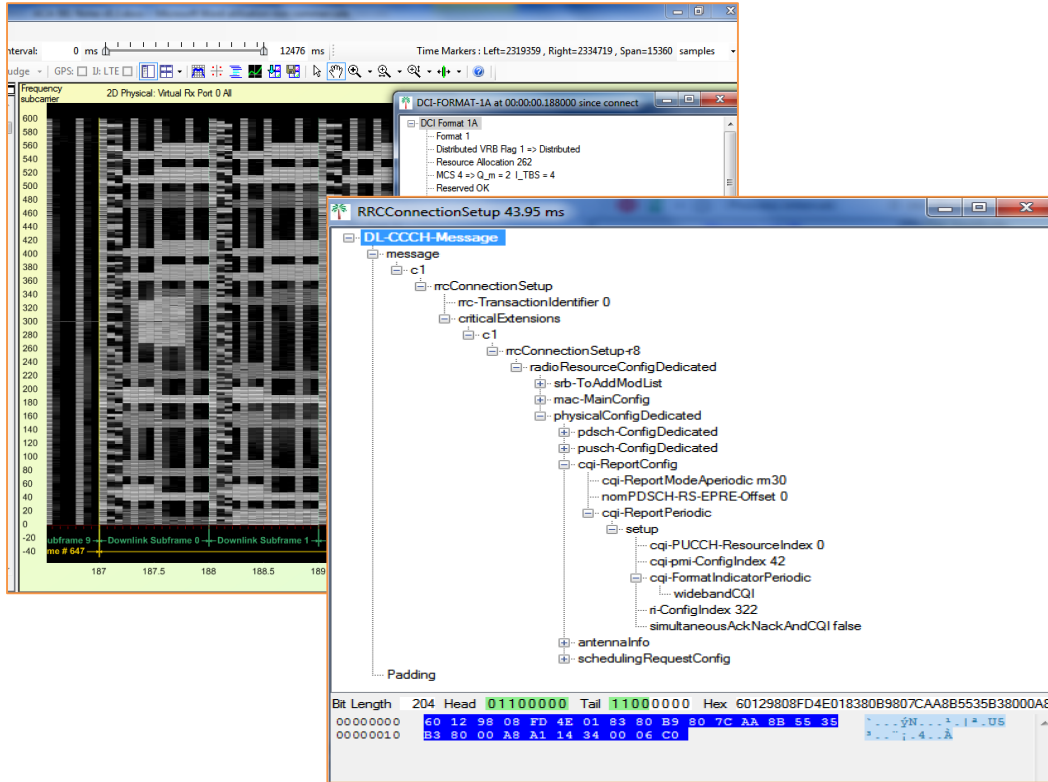 nterval: 0 ms 12476 ms Time Markers : Left=2319359 , Right=2334719 , Span=15360 samples
udge GPS: U: LTE
Frequency
subcarrier
2D Physical: Virtual Rx Port 0 All
600
580
560
540
520
500
480
460
440
420
400
380
360
340
320
300
280
260
240
220
200
180
160
140
120
100
80
60
40
20
0
-20
-40
ubframe 9 Downlink Subframe 0 Downlink Subframe 1
me # 647
187 187.5 188 188.5 189
DCI-FORMAT-1A at 00:00:00.188000 since connect
DCI Format 1A
Format 1
Distributed VRB Flag 1 => Distributed
Resource Allocation 262
MCS 4 => Q_m = 2 I_TBS = 4
Reserved OK
RRCConnectionSetup 43.95 ms
DL-CCCH-Message
message
c1
rrcConnectionSetup
rrc-TransactionIdentifier 0
criticalExtensions
c1
rrcConnectionSetup-r8
radioResourceConfigDedicated
srb-ToAddModList
mac-MainConfig
physicalConfigDedicated
pdsch-ConfigDedicated
pusch-ConfigDedicated
cqi-ReportConfig
cqi-ReportModeAperiodic rm30
nomPDSCH-RS-EPRE-Offset 0
cqi-ReportPeriodic
setup
cqi-PUCCH-ResourceIndex 0
cqi-pmi-ConfigIndex 42
cqi-FormatIndicatorPeriodic
widebandCQI
ri-ConfigIndex 322
simultaneousAckNackAndCQI false
antennaInfo
schedulingRequestConfig
Padding
Bit Length 204 Head 01100000 Tail 11000000 Hex 60129808FD4E018380B9807CAA8B5535B38000A8
00000000 60 12 98 08 FD 4E 01 83 80 B9 80 7C AA 8B 55 35 `...ýN...¹.|ª.U5
00000010 B3 80 00 A8 A1 14 34 00 06 C0 ³..¨¡.4..À